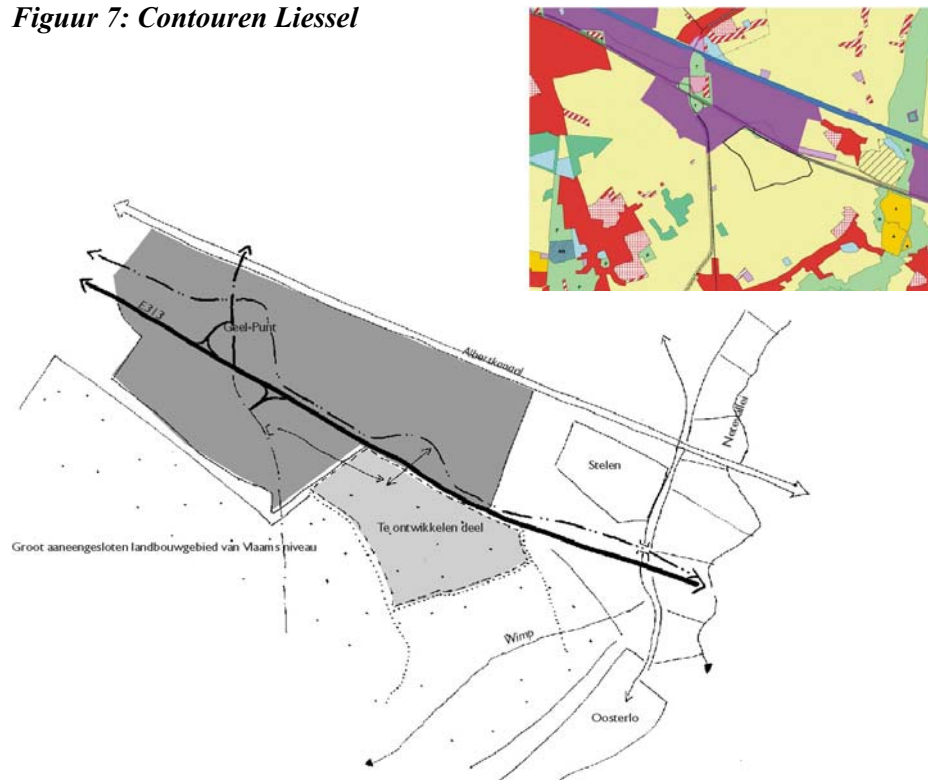 Figuur 7: Contouren Liessel
E313
Geel-Punt
Albertkanaal
Netevallei
Stelen
Te ontwikkelen deel
Groot aaneengesloten landbouwgebied van Vlaams niveau
Wimp
Oosterlo